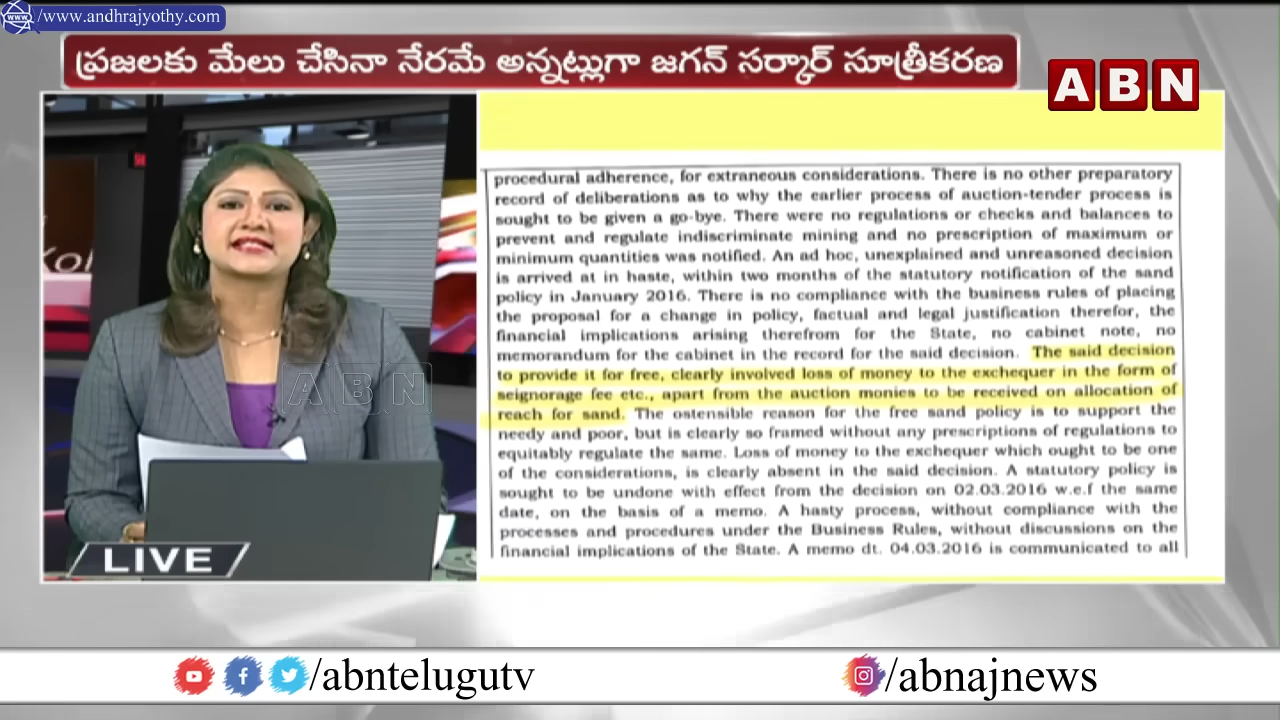 www://www.andhrajyothy.com
ప్రజలకు మేలు చేసినా నేరమే అన్నట్లుగా జగన్ సర్కార్ సూత్రీకరణ
ABN
procedural adherence, for extraneous considerations. There is no other preparatory
record of deliberations as to why the earlier process of auction-tender process is
sought to be given a go-bye. There were no regulations or checks and balances to
prevent and regulate indiscriminate mining and no prescription of maximum or
minimum quantities was notified. An ad hoc, unexplained and unreasoned decision
is arrived at in haste, within two months of the statutory notification of the sand
policy in January 2016. There is no compliance with the business rules of placing
the proposal for a change in policy, factual and legal justification therefor, the
financial implications arising therefrom for the State, no cabinet note, no
memorandum for the cabinet in the record for the said decision. The said decision
to provide it for free, clearly involved loss of money to the exchequer in the form of
seignorage fee etc., apart from the auction monies to be received on allocation of
reach for sand. The ostensible reason for the free sand policy is to support the
needy and poor, but is clearly so framed without any prescriptions of regulations to
equitably regulate the same. Loss of money to the exchequer which ought to be one
of the considerations, is clearly absent in the said decision. A statutory policy is
sought to be undone with effect from the decision on 02.03.2016 w.e.f the same
date, on the basis of a memo. A hasty process, without compliance with the
processes and procedures under the Business Rules, without discussions on the
financial implications of the State. A memo dt. 04.03.2016 is communicated to all
ABN
LIVE
/abntelugutv
/abnajnews